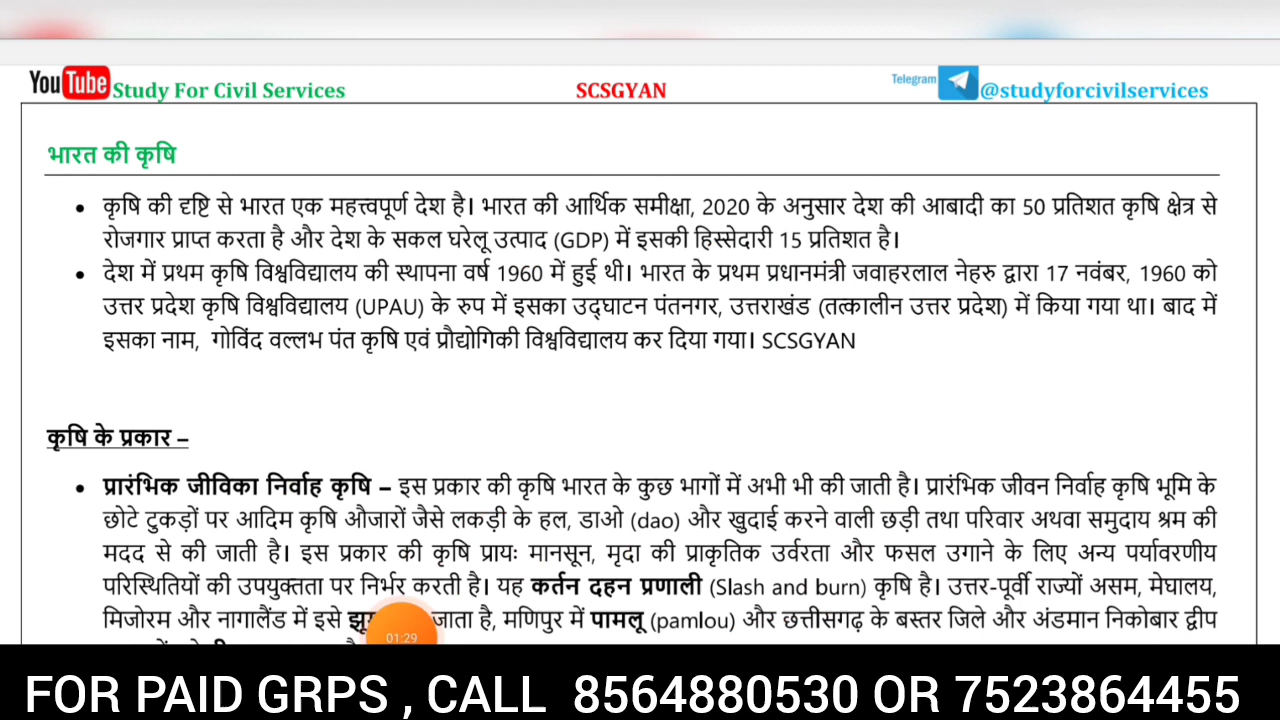 YouTube Study For Civil Services SCSGYAN Telegram @studyforcivilservices
भारत की कृषि
• कृषि की दृष्टि से भारत एक महत्त्वपूर्ण देश है। भारत की आर्थिक समीक्षा, 2020 के अनुसार देश की आबादी का 50 प्रतिशत कृषि क्षेत्र से
रोजगार प्राप्त करता है और देश के सकल घरेलू उत्पाद (GDP) में इसकी हिस्सेदारी 15 प्रतिशत है।
• देश में प्रथम कृषि विश्वविद्यालय की स्थापना वर्ष 1960 में हुई थी। भारत के प्रथम प्रधानमंत्री जवाहरलाल नेहरु द्वारा 17 नवंबर, 1960 को
उत्तर प्रदेश कृषि विश्वविद्यालय (UPAU) के रुप में इसका उद्घाटन पंतनगर, उत्तराखंड (तत्कालीन उत्तर प्रदेश) में किया गया था। बाद में
इसका नाम, गोविंद वल्लभ पंत कृषि एवं प्रौद्योगिकी विश्वविद्यालय कर दिया गया। SCSGYAN
कृषि के प्रकार –
• प्रारंभिक जीविका निर्वाह कृषि – इस प्रकार की कृषि भारत के कुछ भागों में अभी भी की जाती है। प्रारंभिक जीवन निर्वाह कृषि भूमि के
छोटे टुकड़ों पर आदिम कृषि औजारों जैसे लकड़ी के हल, डाओ (dao) और खुदाई करने वाली छड़ी तथा परिवार अथवा समुदाय श्रम की
मदद से की जाती है। इस प्रकार की कृषि प्रायः मानसून, मृदा की प्राकृतिक उर्वरता और फसल उगाने के लिए अन्य पर्यावरणीय
परिस्थितियों की उपयुक्तता पर निर्भर करती है। यह कर्तन दहन प्रणाली (Slash and burn) कृषि है। उत्तर-पूर्वी राज्यों असम, मेघालय,
मिजोरम और नागालैंड में इसे जाता है, मणिपुर में पामलू (pamlou) और छत्तीसगढ़ के बस्तर जिले और अंडमान निकोबार द्वीप
01:29
FOR PAID GRPS , CALL 8564880530 OR 7523864455